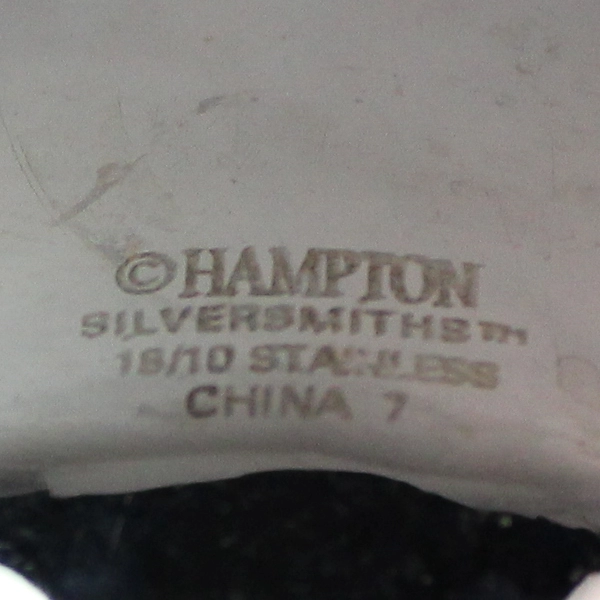 ©HAMPTON
SILVERSMITHS™
18/10 STAINLESS
CHINA 7